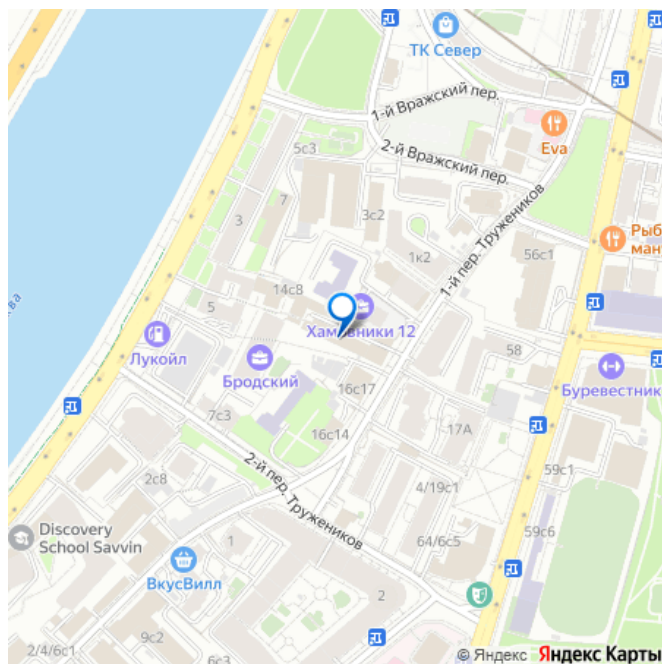 ТК Север
1-й Вражский пер.
Eva
2-й Вражский пер.
5с3
7
3с2
3
1-й пер. Тружеников
Рыб
ман
1к2
56с1
14с8
5
Хамовники 12
Лукойл
Бродский
58
Буревестник
16с17
7с3
16с14
17А
2-й пер. Тружеников
2с8
4/19с1
59с1
Discovery
School Savvin
1
64/6с5
59с6
ВкусВилл
2
9с2
2/4/6с1
© Яндекс Яндекс Карты